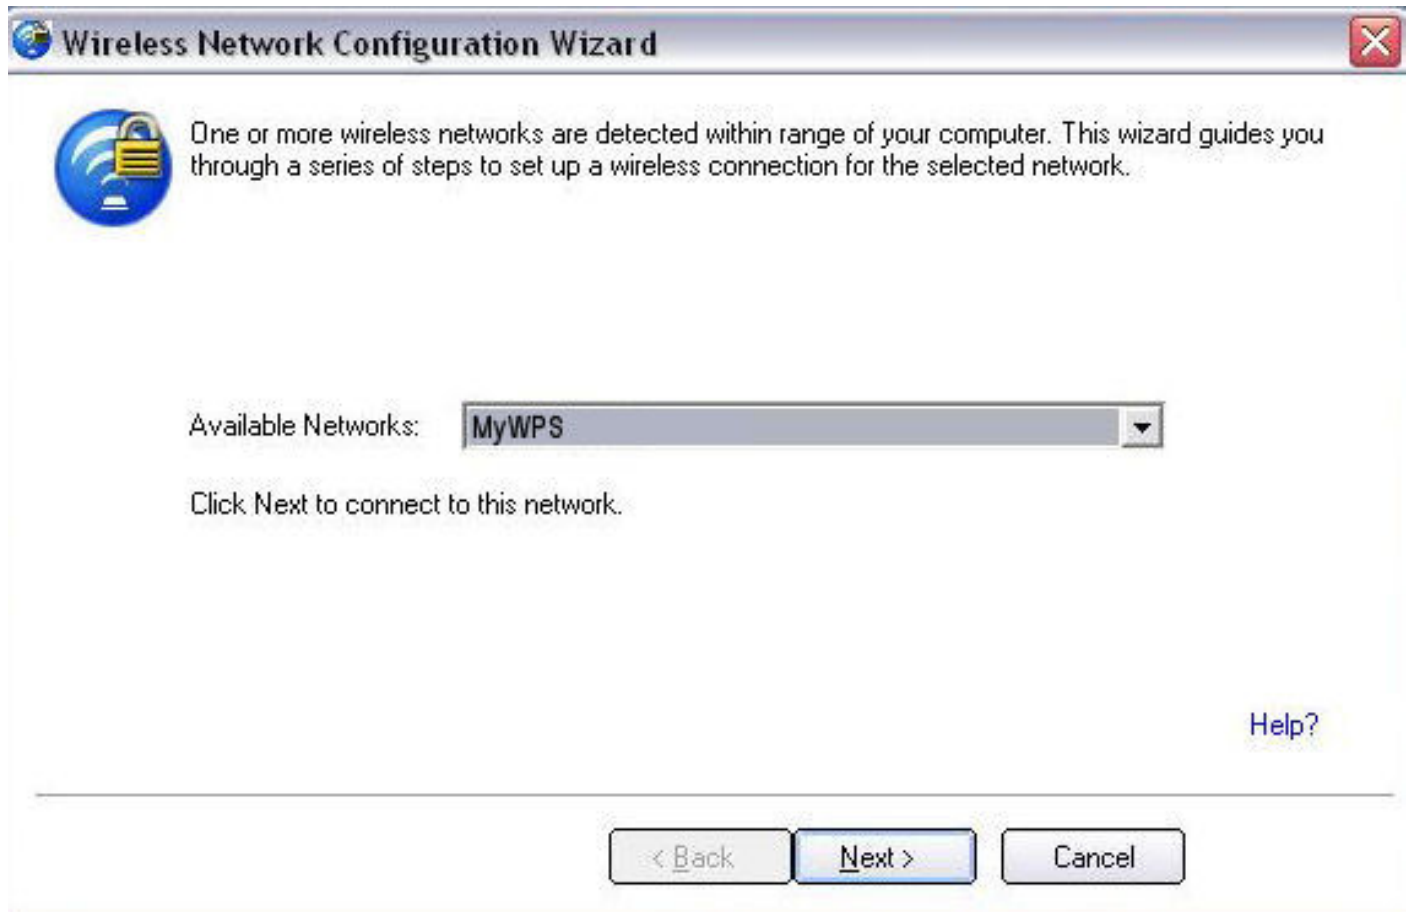 Wireless Network Configuration Wizard
One or more wireless networks are detected within range of your computer. This wizard guides you
through a series of steps to set up a wireless connection for the selected network.
Available Networks: MyWPS
Click Next to connect to this network.
Help?
< Back Next > Cancel